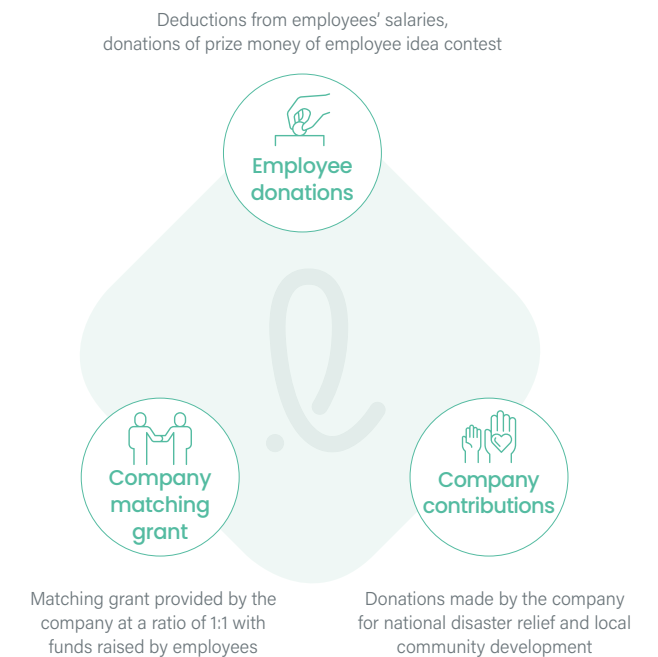 Deductions from employees’ salaries,
donations of prize money of employee idea contest
Employee
donations
Company
matching
grant
Company
contributions
Matching grant provided by the
company at a ratio of 1:1 with
funds raised by employees
Donations made by the company
for national disaster relief and local
community development